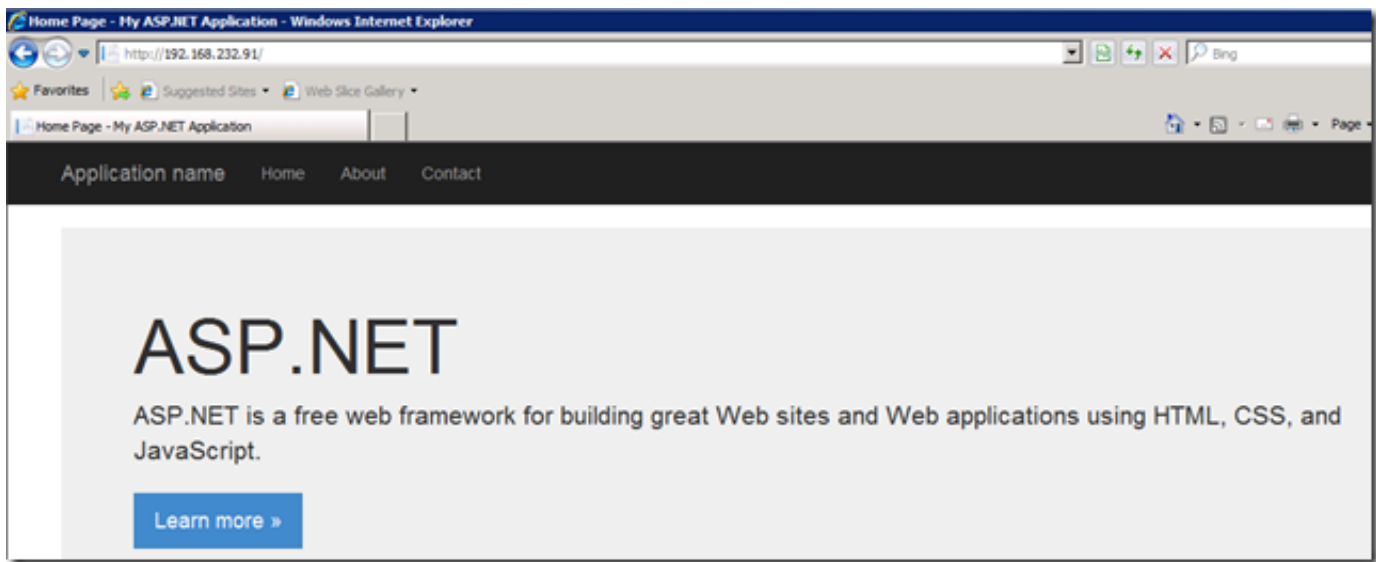 Home Page - My ASP.NET Application - Windows Internet Explorer
http://192.168.232.91/
Bing
Favorites Suggested Sites Web Slice Gallery
Home Page - My ASP.NET Application
Page
Application name Home About Contact
ASP.NET
ASP.NET is a free web framework for building great Web sites and Web applications using HTML, CSS, and
JavaScript.
Learn more »